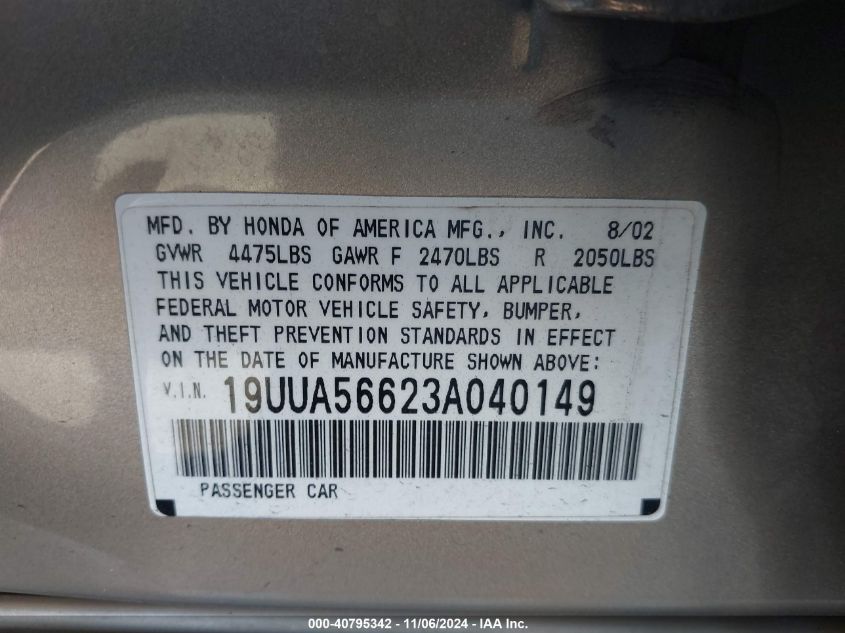 MFD. BY HONDA OF AMERICA MFG., INC. 8/02
GVWR 4475LBS GAWR F 2470LBS R 2050LBS
THIS VEHICLE CONFORMS TO ALL APPLICABLE
FEDERAL MOTOR VEHICLE SAFETY, BUMPER,
AND THEFT PREVENTION STANDARDS IN EFFECT
ON THE DATE OF MANUFACTURE SHOWN ABOVE:
V.I.N. 19UUA56623A040149
PASSENGER CAR
000-40795342 - 11/06/2024 - IAA Inc.